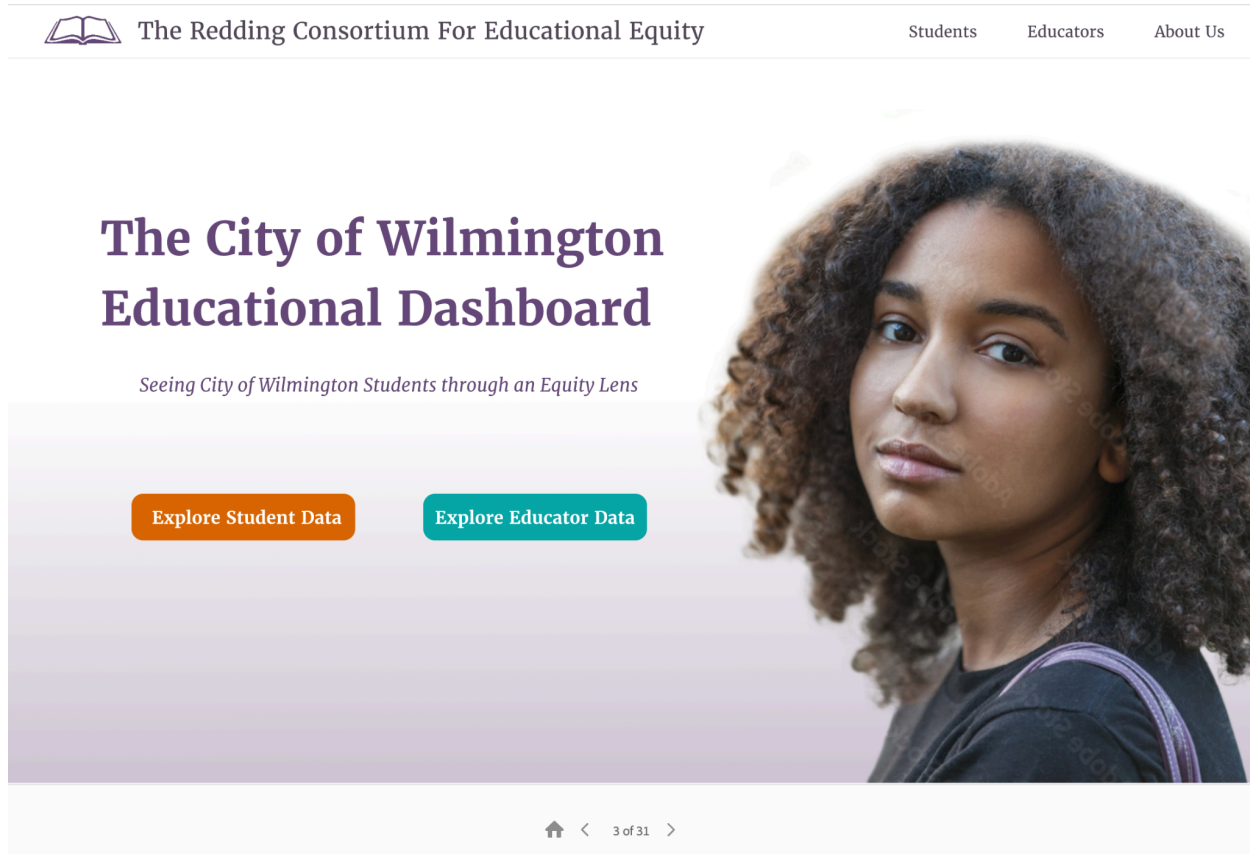 The Redding Consortium For Educational Equity
Students
Educators
About Us
The City of Wilmington
Educational Dashboard
Seeing City of Wilmington Students through an Equity Lens
Explore Student Data
Explore Educator Data
3 of 31